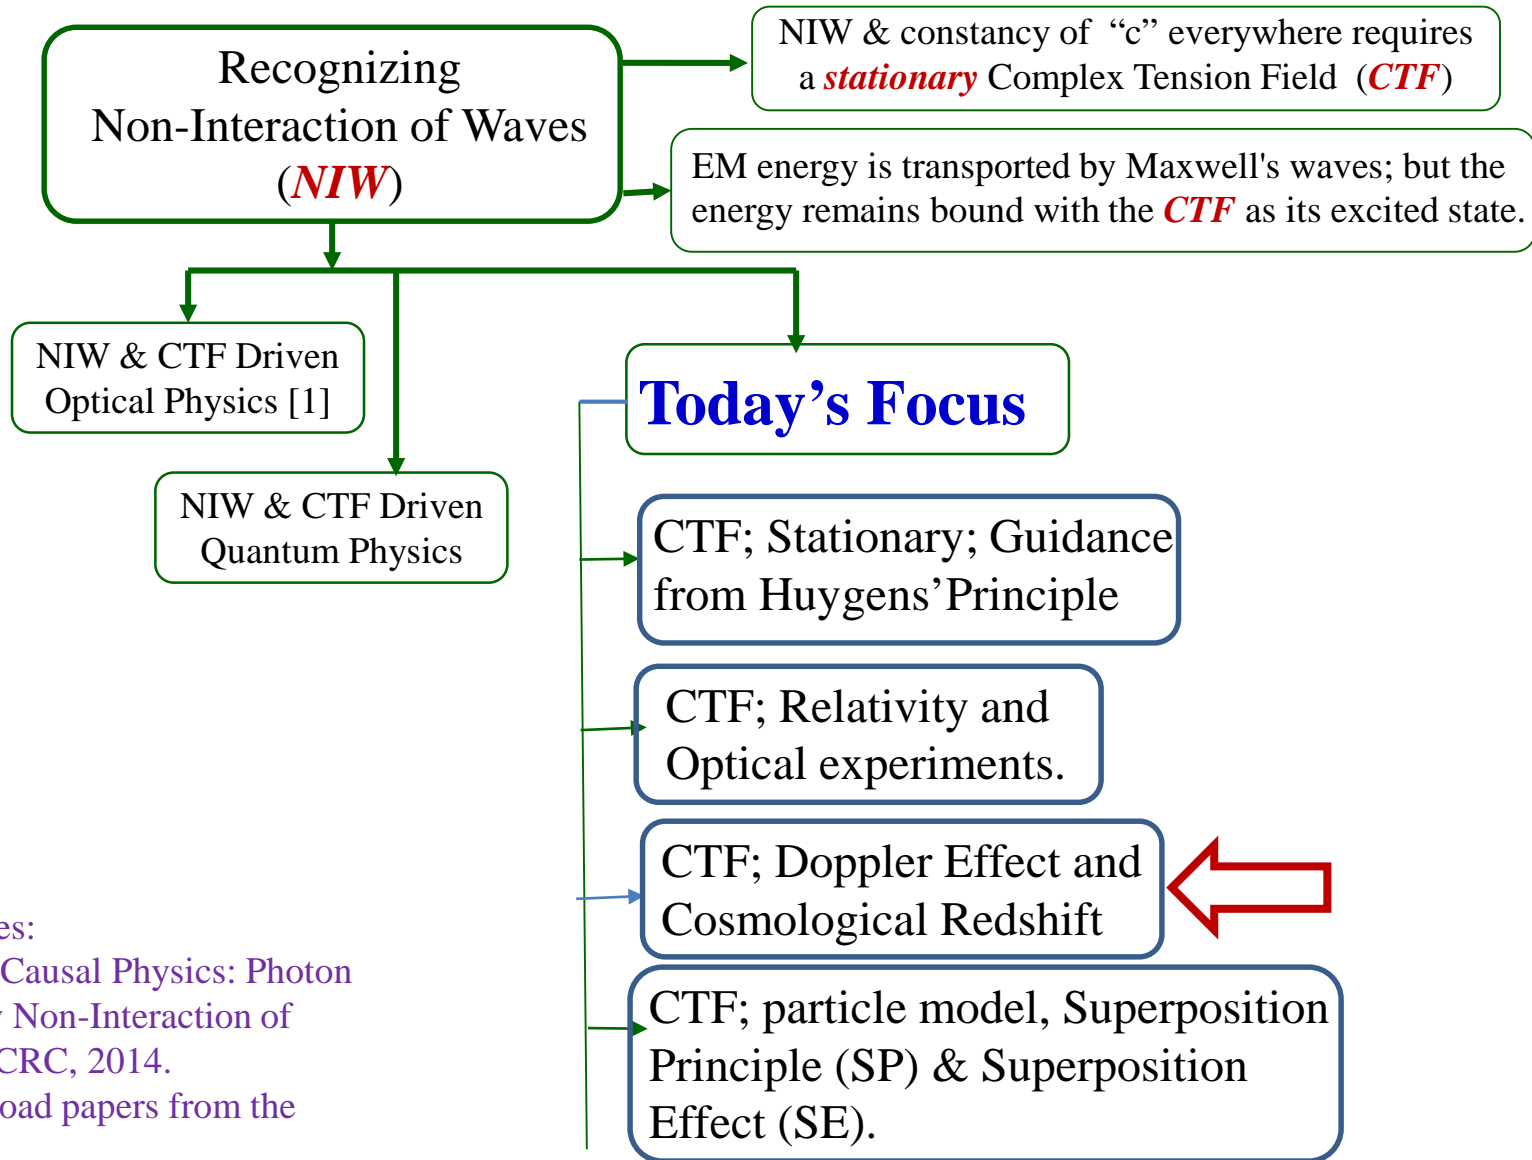 Recognizing
Non-Interaction of Waves
(NIW)
NIW & constancy of “c” everywhere requires
a stationary Complex Tension Field (CTF)
EM energy is transported by Maxwell's waves; but the
energy remains bound with the CTF as its excited state.
NIW & CTF Driven
Optical Physics [1]
NIW & CTF Driven
Quantum Physics
Today’s Focus
CTF; Stationary; Guidance
from Huygens’Principle
CTF; Relativity and
Optical experiments.
CTF; Doppler Effect and
Cosmological Redshift
CTF; particle model, Superposition
Principle (SP) & Superposition
Effect (SE).
es:
Causal Physics: Photon
Non-Interaction of
CRC, 2014.
oad papers from the